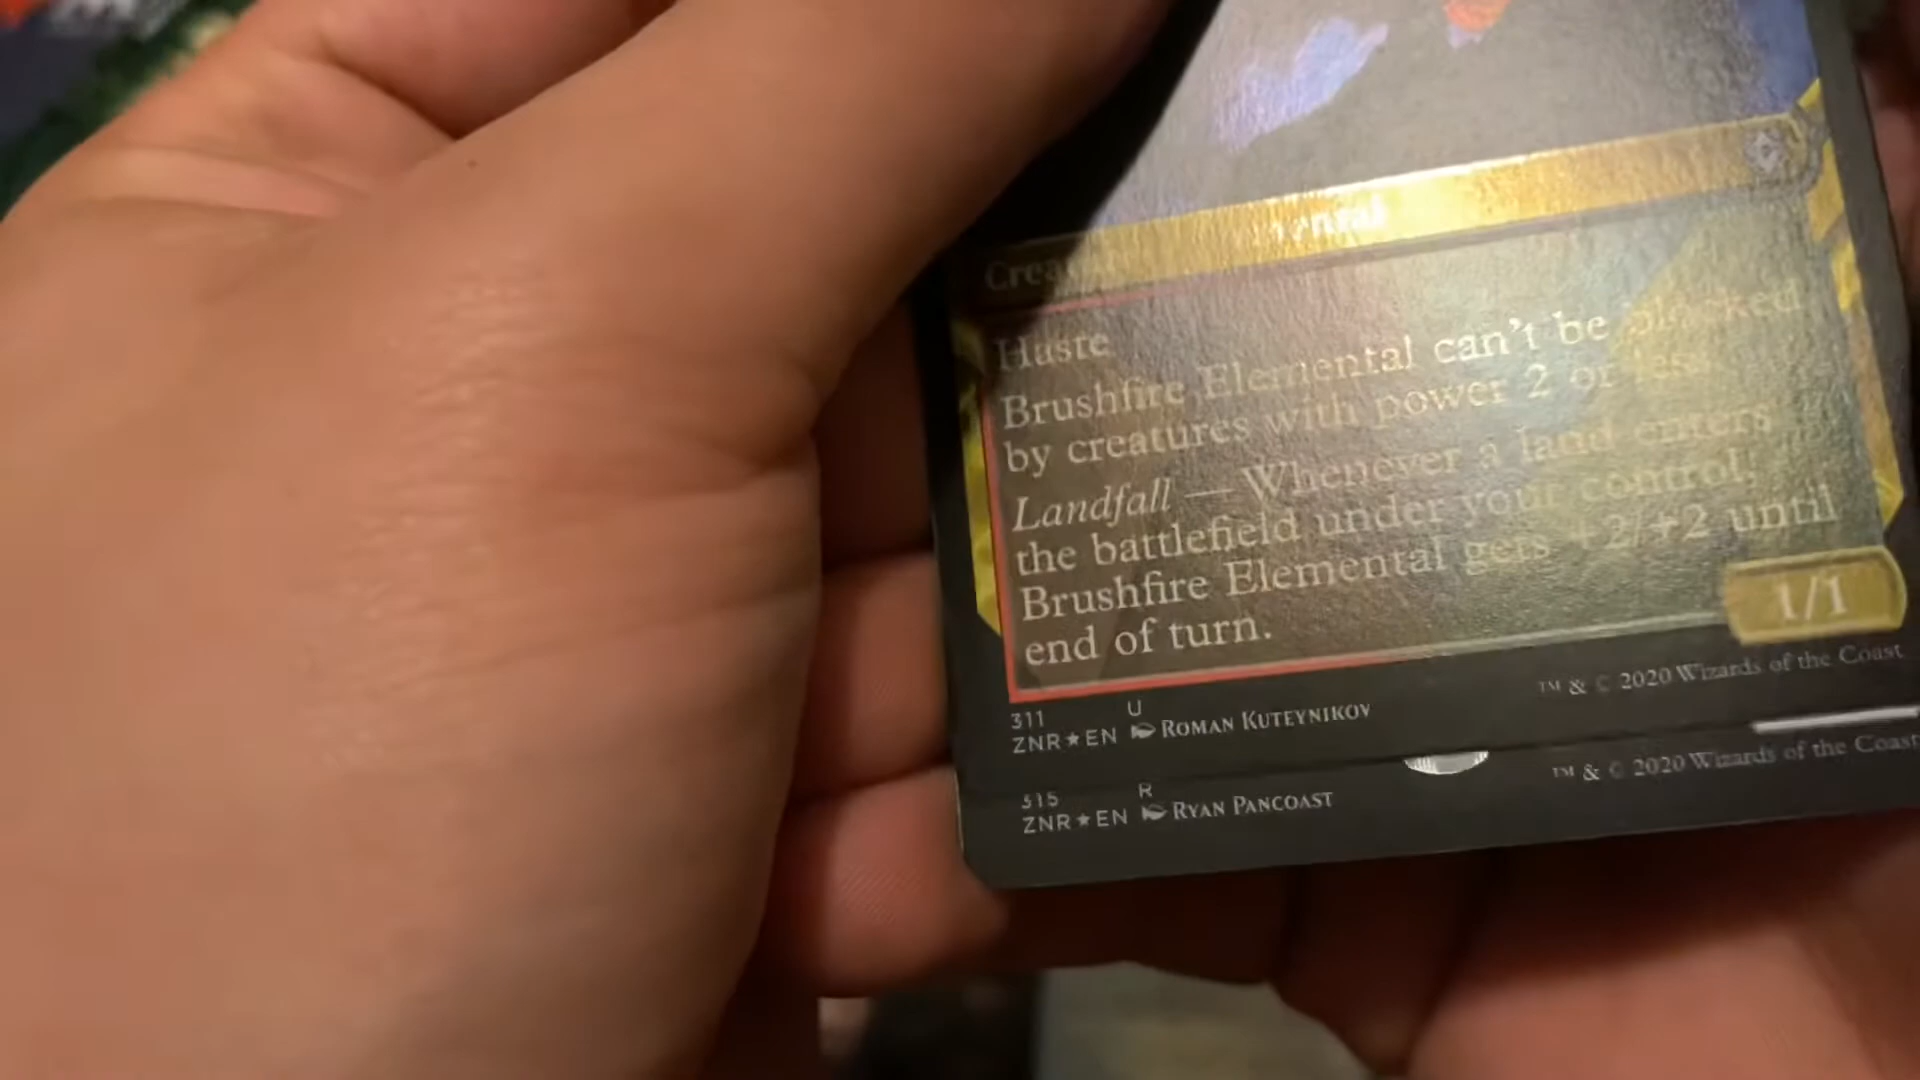 Haste
Brushfire Elemental can't be blocked
by creatures with power 2 or less.
Landfall — Whenever a land enters
the battlefield under your control,
Brushfire Elemental gets +2/+2 until
end of turn.
1/1
311 U
ZNR★EN ROMAN KUTEYNIKOV
™ & © 2020 Wizards of the Coast
315 R
ZNR★EN RYAN PANCOAST
™ & © 2020 Wizards of the Coast